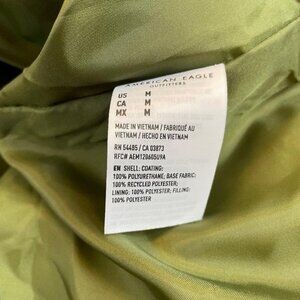 AMERICAN EAGLE
OUTFITTERS
US M
CA M
MX M
MADE IN VIETNAM / FABRIQUÉ AU
VIETNAM / HECHO EN VIETNAM
RN 54485 / CA 03873
RFC# AEM120605U9A
EN SHELL: COATING:
100% POLYURETHANE; BASE FABRIC:
100% RECYCLED POLYESTER;
LINING: 100% POLYESTER; FILLING:
100% POLYESTER